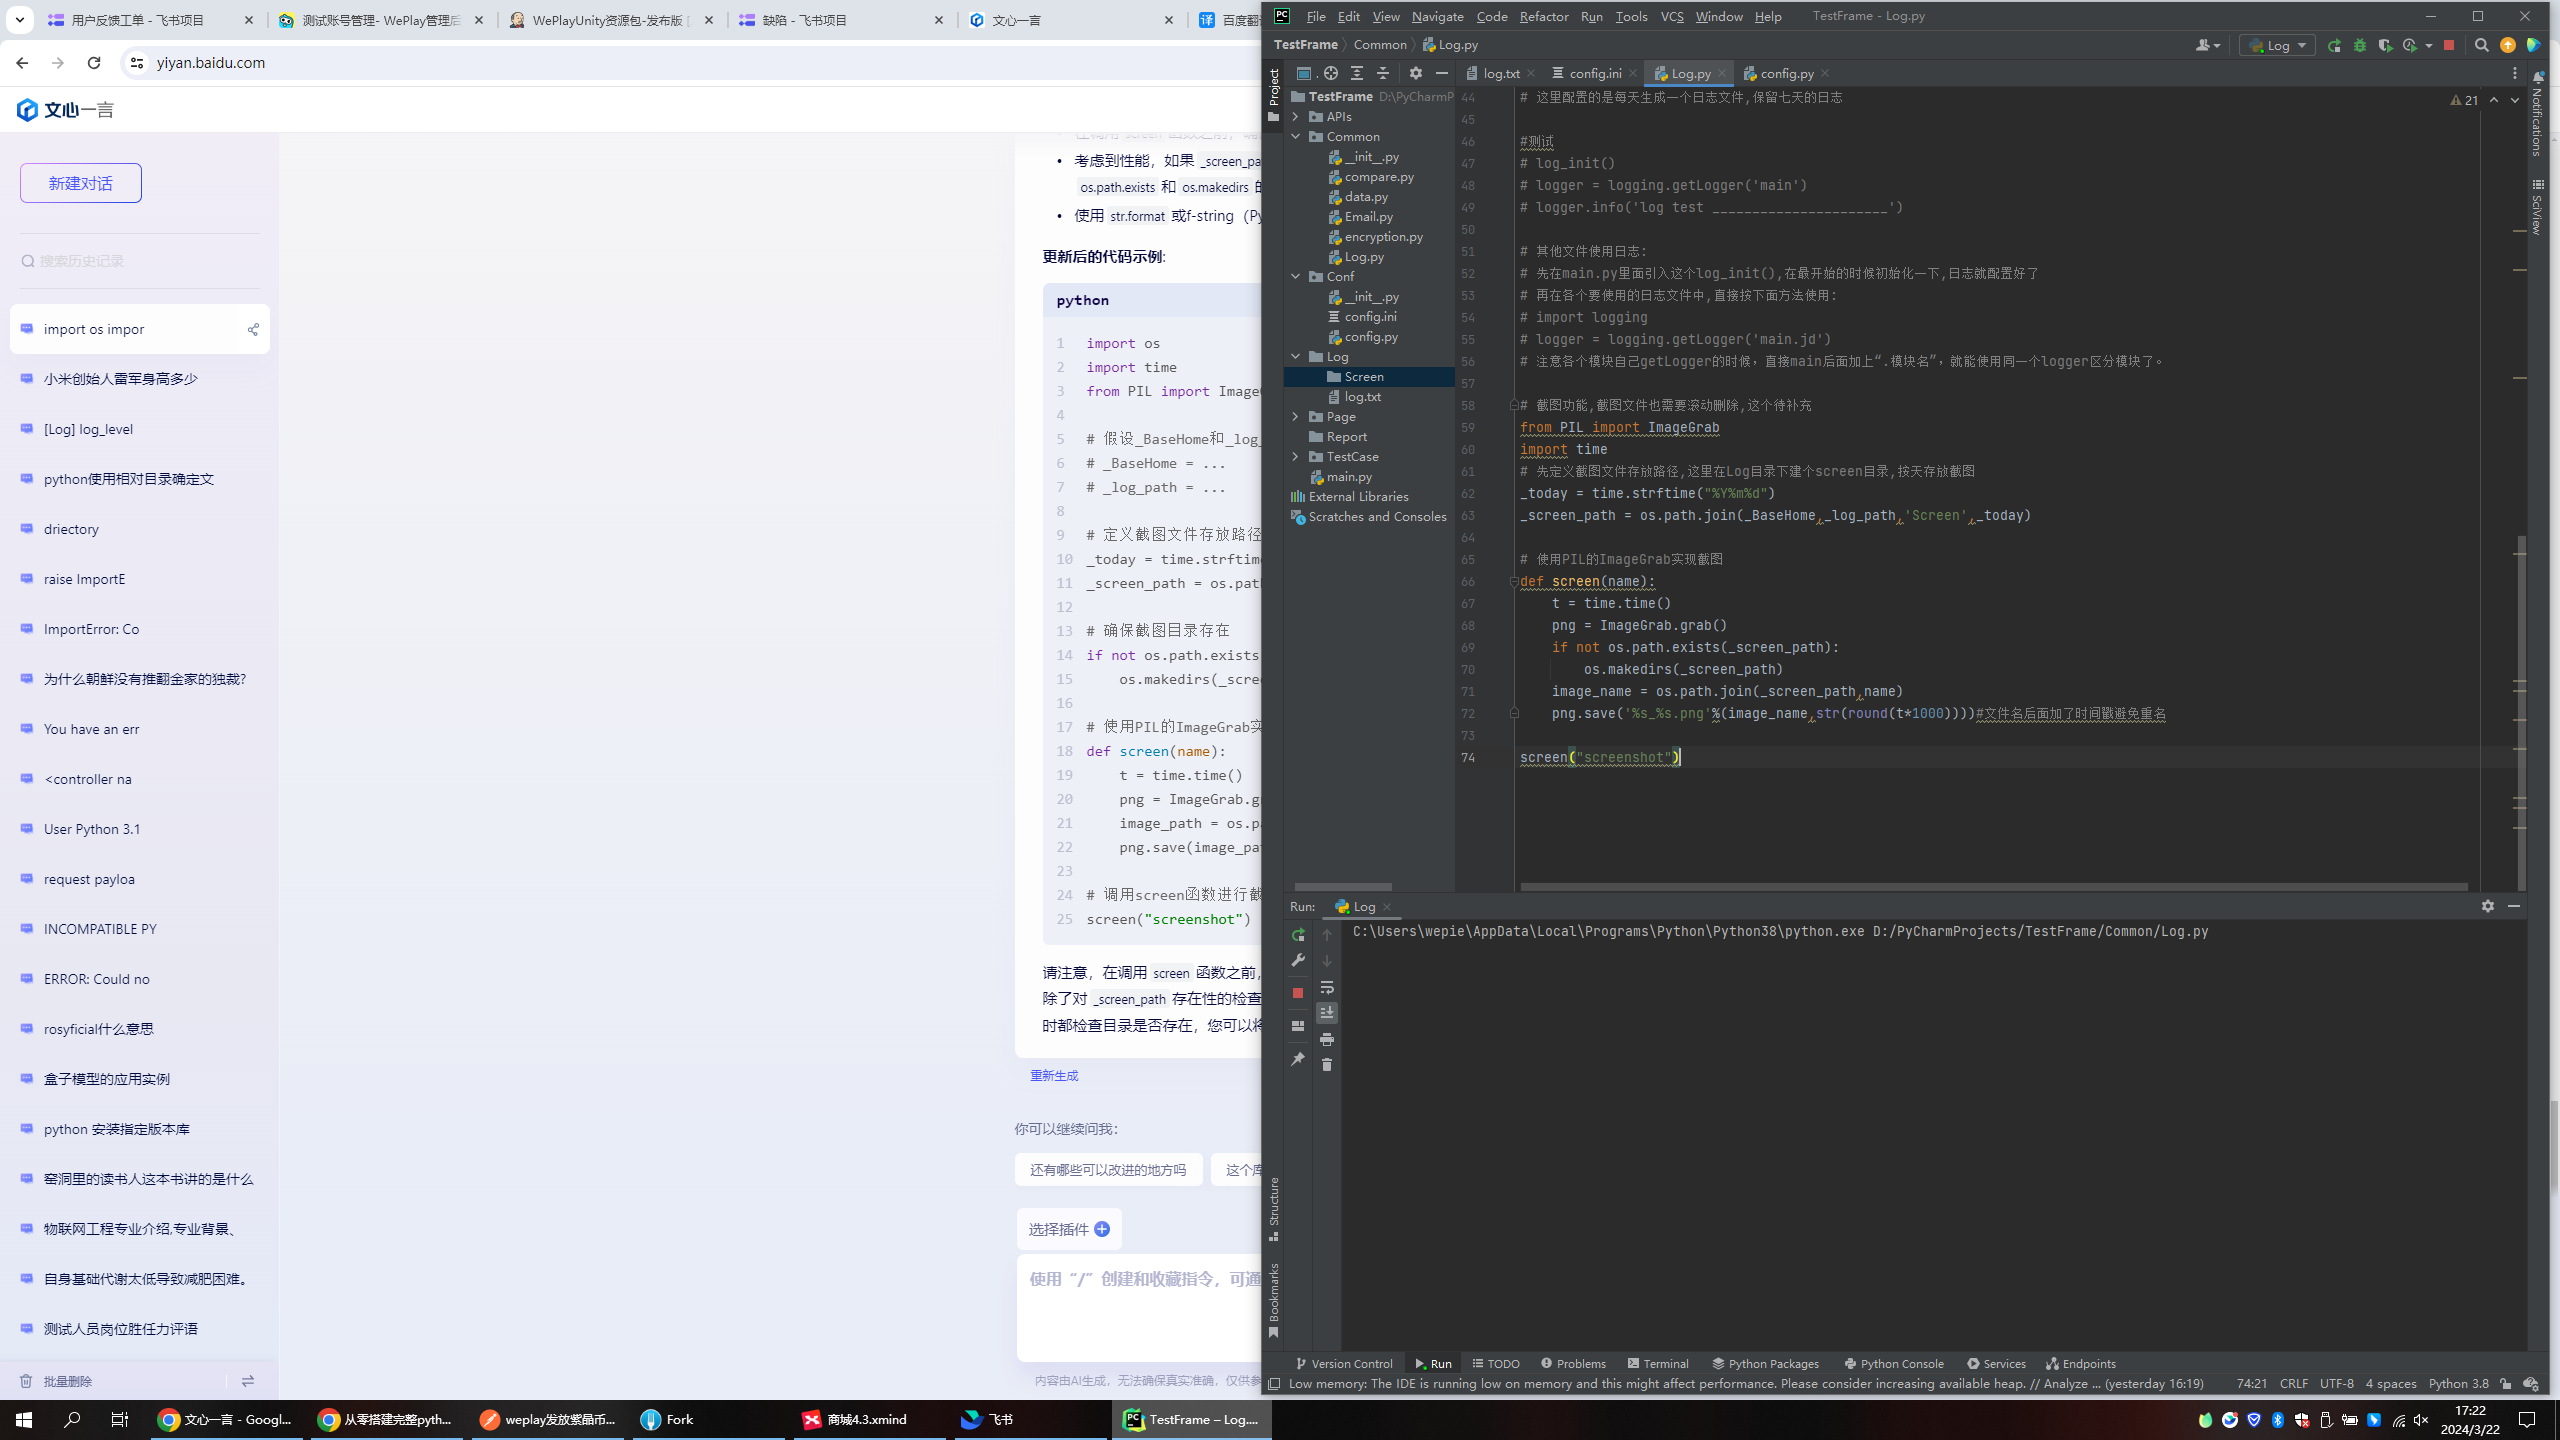 用户反馈工单 - 飞书项目
测试账号管理- WePlay管理后
WePlayUnity资源包-发布版 [
缺陷 - 飞书项目
文心一言
百度翻译
yiyan.baidu.com
文心一言
新建对话
搜索历史记录
import os impor
小米创始人雷军身高多少
[Log] log_level
python使用相对目录确定文
driectory
raise ImportE
ImportError: Co
为什么朝鲜没有推翻金家的独裁?
You have an err
<controller na
User Python 3.1
request payloa
INCOMPATIBLE PY
ERROR: Could no
rosyficial什么意思
盒子模型的应用实例
python 安装指定版本库
窑洞里的读书人这本书讲的是什么
物联网工程专业介绍,专业背景、
自身基础代谢太低导致减肥困难。
测试人员岗位胜任力评语
批量删除
• 考虑到性能，如果 _screen_pa
os.path.exists 和 os.makedirs 的
• 使用 str.format 或f-string（Py
更新后的代码示例:
python
1 import os
2 import time
3 from PIL import ImageG
4
5 # 假设_BaseHome和_log_
6 # _BaseHome = ...
7 # _log_path = ...
8
9 # 定义截图文件存放路径
10 _today = time.strftime
11 _screen_path = os.path
12
13 # 确保截图目录存在
14 if not os.path.exists
15 os.makedirs(_scree
16
17 # 使用PIL的ImageGrab实
18 def screen(name):
19 t = time.time()
20 png = ImageGrab.gr
21 image_path = os.pa
22 png.save(image_pat
23
24 # 调用screen函数进行截
25 screen("screenshot")
请注意，在调用 screen 函数之前，
除了对 _screen_path 存在性的检查
时都检查目录是否存在，您可以将
重新生成
你可以继续问我：
还有哪些可以改进的地方吗
这个库
选择插件
使用“/”创建和收藏指令，可通
内容由AI生成，无法确保真实准确，仅供参
File Edit View Navigate Code Refactor Run Tools VCS Window Help TestFrame - Log.py
TestFrame Common Log.py
Log
Project
log.txt
config.ini
Log.py
config.py
TestFrame D:\PyCharmP
APIs
Common
__init__.py
compare.py
data.py
Email.py
encryption.py
Log.py
Conf
__init__.py
config.ini
config.py
Log
Screen
log.txt
Page
Report
TestCase
main.py
External Libraries
Scratches and Consoles
21
44 # 这里配置的是每天生成一个日志文件,保留七天的日志
45
46 #测试
47 # log_init()
48 # logger = logging.getLogger('main')
49 # logger.info('log test ______________________')
50
51 # 其他文件使用日志:
52 # 先在main.py里面引入这个log_init(),在最开始的时候初始化一下,日志就配置好了
53 # 再在各个要使用的日志文件中,直接按下面方法使用:
54 # import logging
55 # logger = logging.getLogger('main.jd')
56 # 注意各个模块自己getLogger的时候，直接main后面加上“.模块名”，就能使用同一个logger区分模块了。
57
58 # 截图功能,截图文件也需要滚动删除,这个待补充
59 from PIL import ImageGrab
60 import time
61 # 先定义截图文件存放路径,这里在Log目录下建个screen目录,按天存放截图
62 _today = time.strftime("%Y%m%d")
63 _screen_path = os.path.join(_BaseHome,_log_path,'Screen',_today)
64
65 # 使用PIL的ImageGrab实现截图
66 def screen(name):
67 t = time.time()
68 png = ImageGrab.grab()
69 if not os.path.exists(_screen_path):
70 os.makedirs(_screen_path)
71 image_name = os.path.join(_screen_path,name)
72 png.save('%s_%s.png'%(image_name,str(round(t*1000))))#文件名后面加了时间戳避免重名
73
74 screen("screenshot")
Notifications
SciView
Run: Log
C:\Users\wepie\AppData\Local\Programs\Python\Python38\python.exe D:/PyCharmProjects/TestFrame/Common/Log.py
Structure
Bookmarks
Version Control Run TODO Problems Terminal Python Packages Python Console Services Endpoints
Low memory: The IDE is running low on memory and this might affect performance. Please consider increasing available heap. // Analyze ... (yesterday 16:19) 74:21 CRLF UTF-8 4 spaces Python 3.8
文心一言 - Googl...
从零搭建完整pyth...
weplay发放紫晶币...
Fork
商城4.3.xmind
飞书
TestFrame – Log....
17:22
2024/3/22